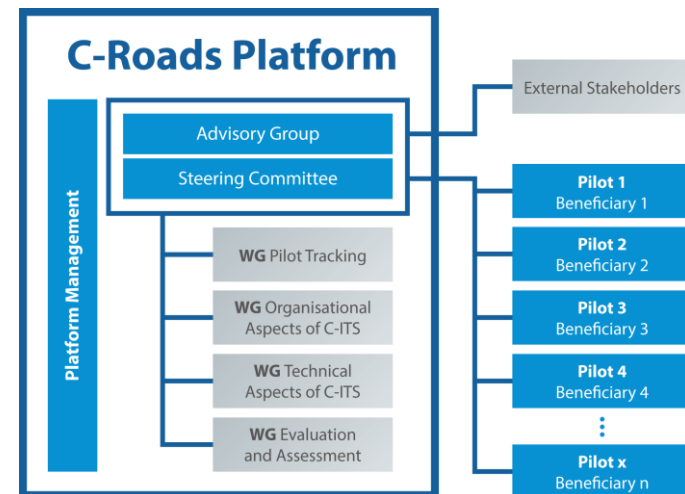 C-Roads Platform
Platform Management
Advisory Group
Steering Committee
WG Pilot Tracking
WG Organisational
Aspects of C-ITS
WG Technical
Aspects of C-ITS
WG Evaluation
and Assessment
External Stakeholders
Pilot 1
Beneficiary 1
Pilot 2
Beneficiary 2
Pilot 3
Beneficiary 3
Pilot 4
Beneficiary 4
Pilot x
Beneficiary n